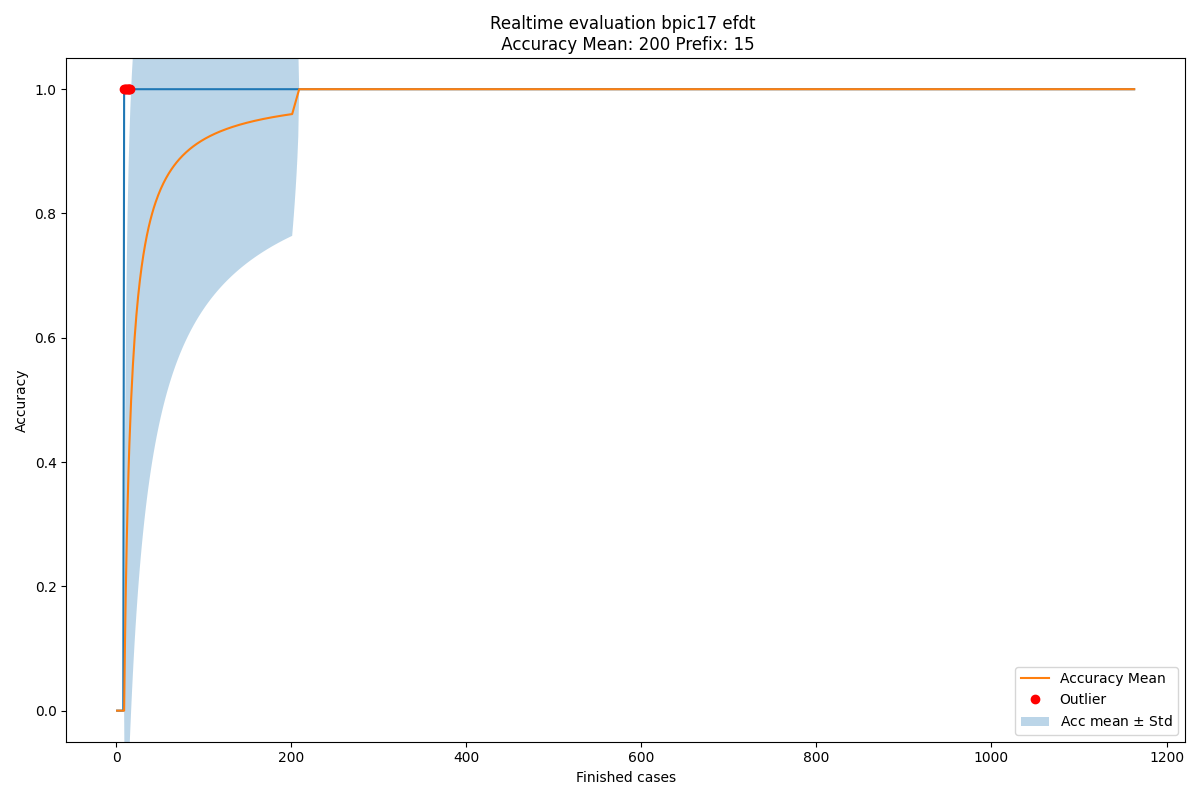 Realtime evaluation bpic17 efdt
Accuracy Mean: 200 Prefix: 15
1.0
0.8
0.6
0.4
0.2
0.0
Accuracy
0
200
400
600
800
1000
1200
Finished cases
Accuracy Mean
Outlier
Acc mean ± Std